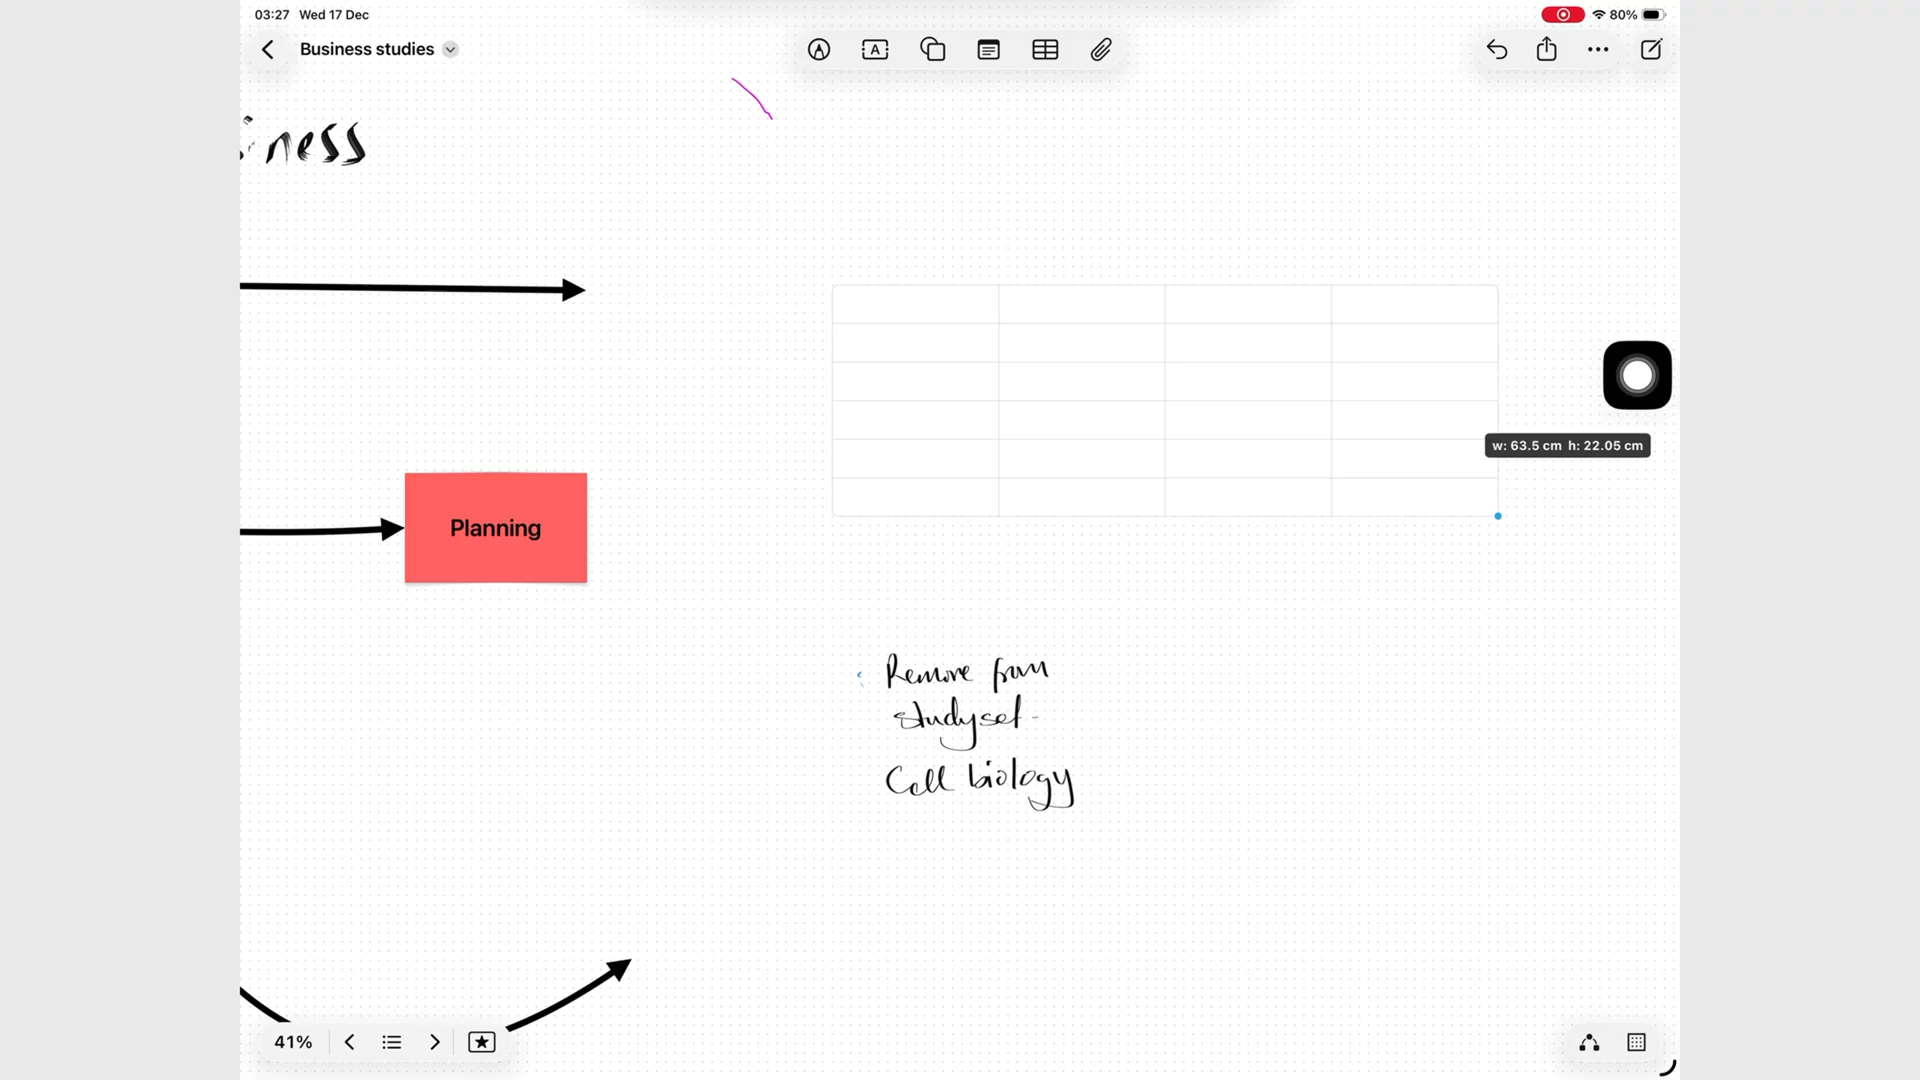 03:27 Wed 17 Dec
80%
Business studies
iness
w: 63.5 cm h: 22.05 cm
Planning
Remove from
studyset -
Cell biology
41%